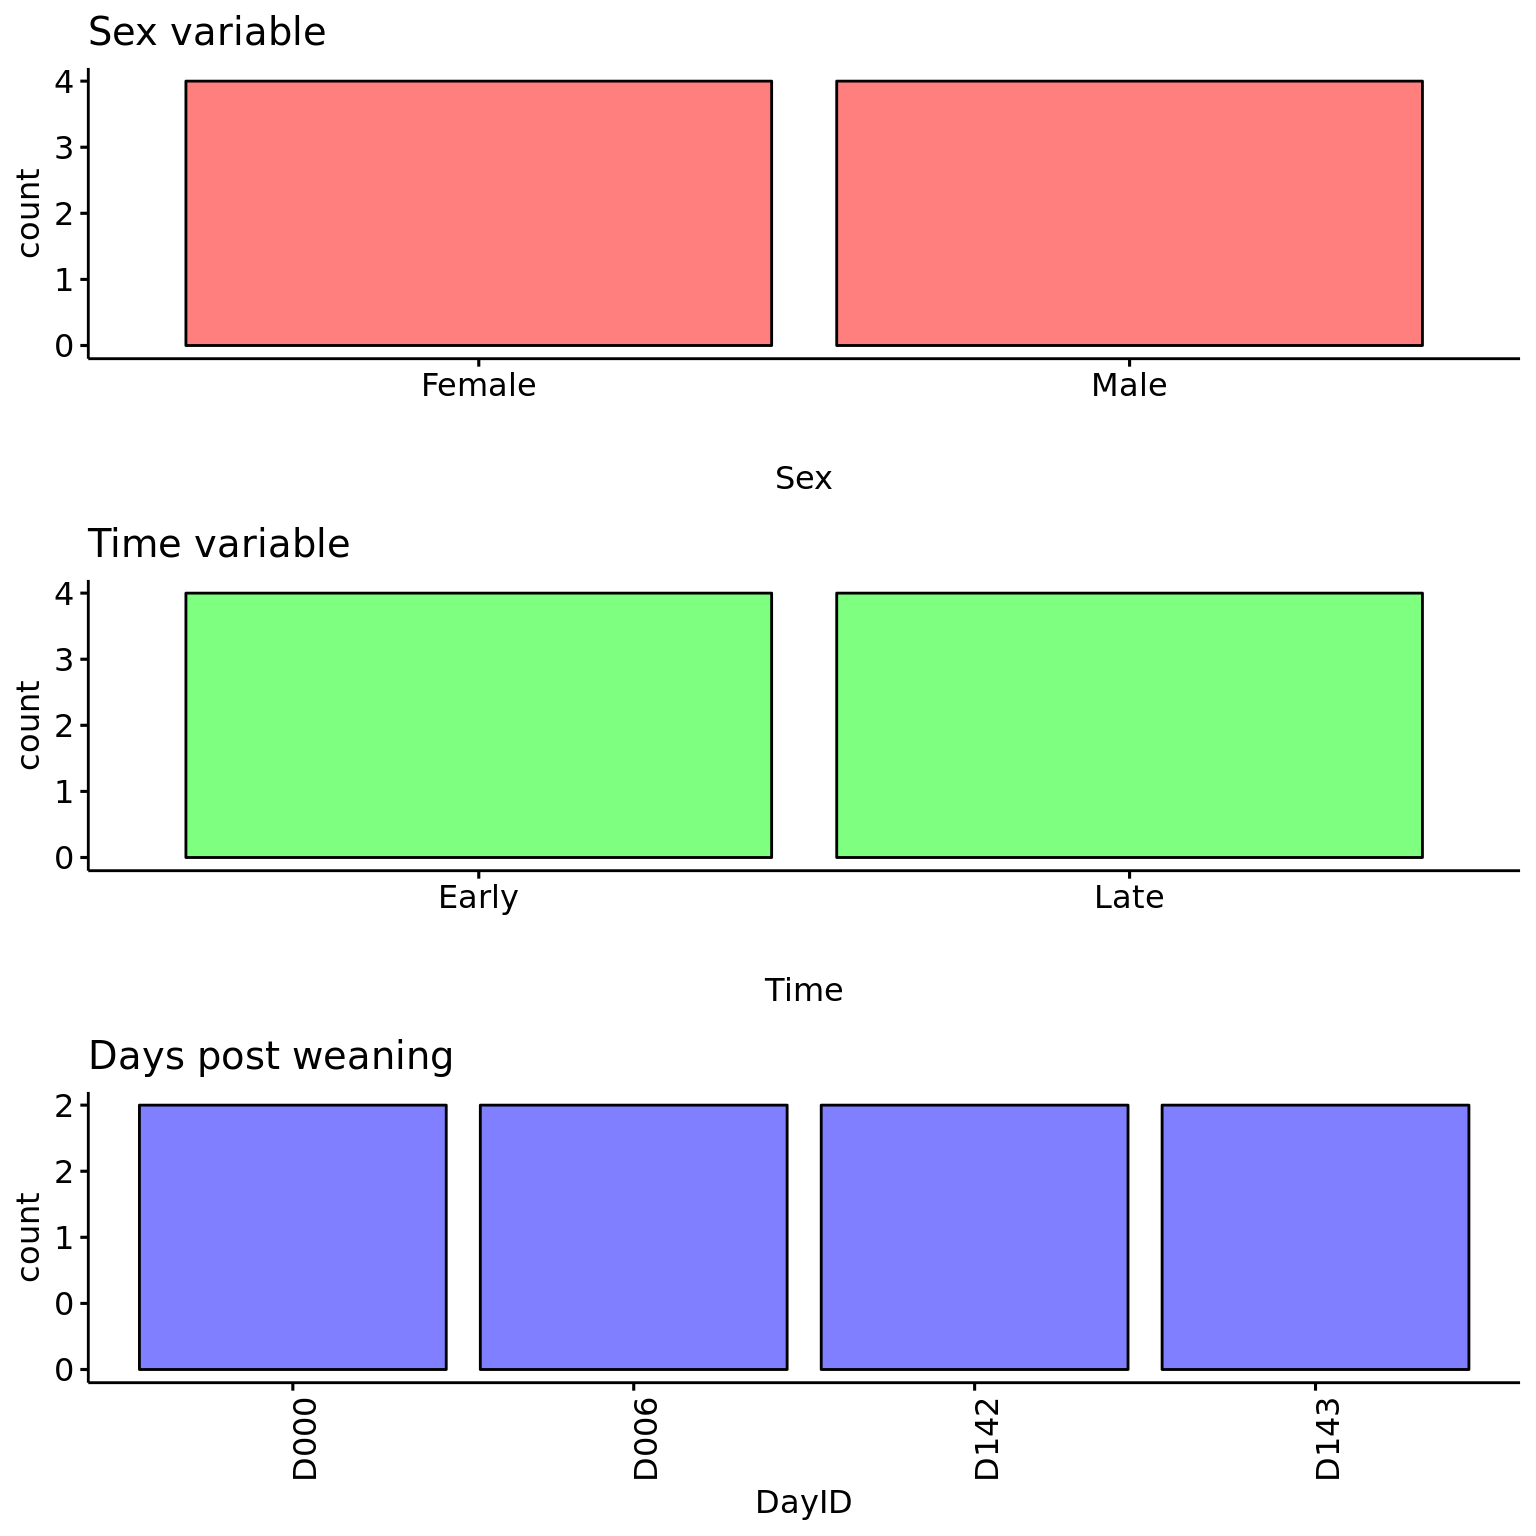 Sex variable
4
3
2
1
0
count
Female Male
Sex
Time variable
4
3
2
1
0
count
Early Late
Time
Days post weaning
2
2
1
0
0
count
D000 D006 D142 D143
DayID